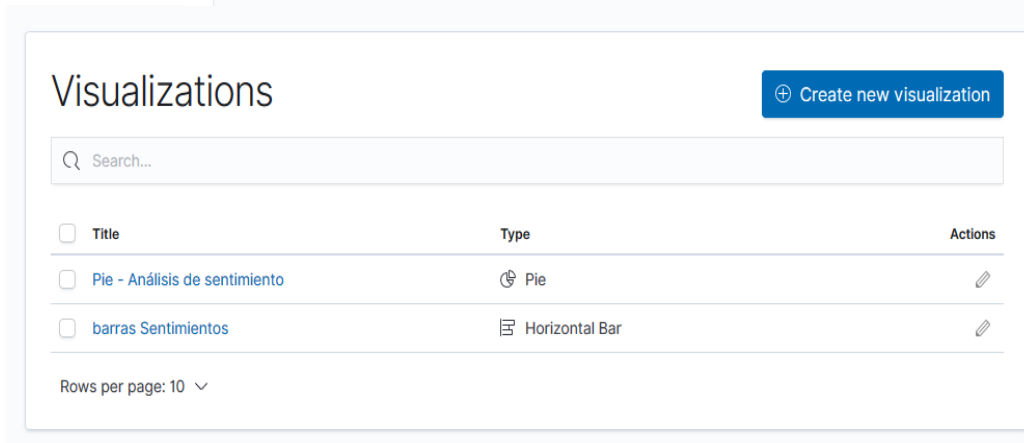 Visualizations
Create new visualization
Search...
Title Type Actions
Pie - Análisis de sentimiento Pie
barras Sentimientos Horizontal Bar
Rows per page: 10